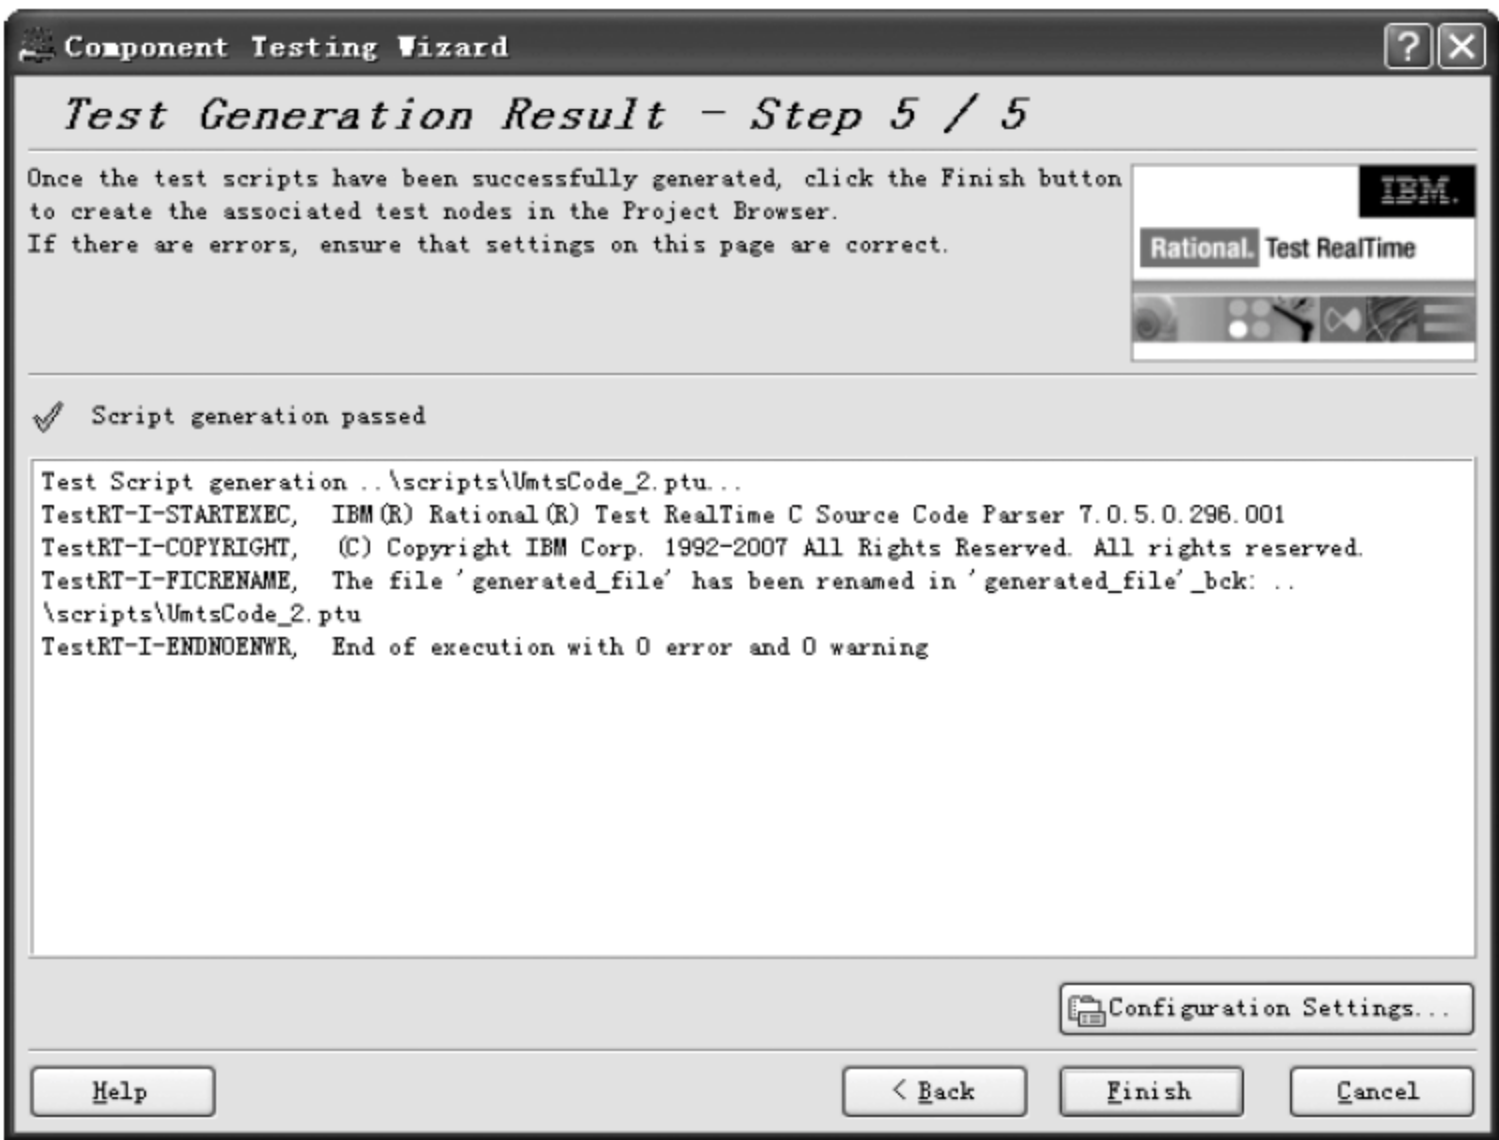 Component Testing Wizard
Test Generation Result - Step 5 / 5
Once the test scripts have been successfully generated, click the Finish button
to create the associated test nodes in the Project Browser.
If there are errors, ensure that settings on this page are correct.
IBM.
Rational. Test RealTime
Script generation passed
Test Script generation ..\scripts\UmtsCode_2.ptu...
TestRT-I-STARTEXEC, IBM(R) Rational(R) Test RealTime C Source Code Parser 7.0.5.0.296.001
TestRT-I-COPYRIGHT, (C) Copyright IBM Corp. 1992-2007 All Rights Reserved. All rights reserved.
TestRT-I-FICRENAME, The file 'generated_file' has been renamed in 'generated_file'_bck: ..
\scripts\UmtsCode_2.ptu
TestRT-I-ENDNOENWR, End of execution with 0 error and 0 warning
Configuration Settings...
Help
< Back
Finish
Cancel